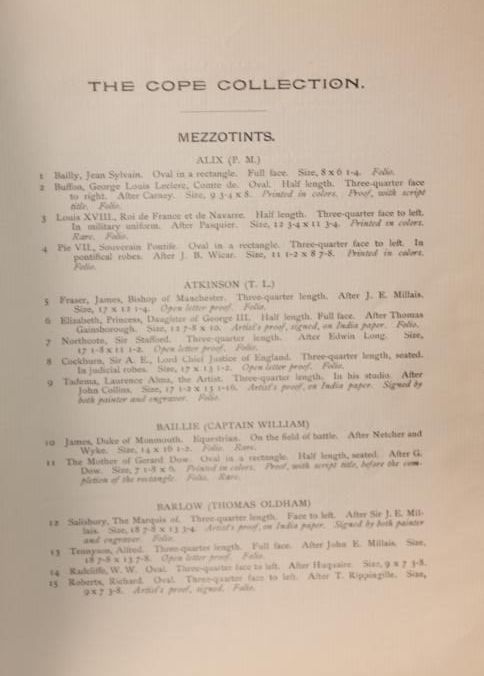 THE COPE COLLECTION.
MEZZOTINTS.
ALIX (P. M.)
1 Bailly, Jean Sylvain. Oval in a rectangle. Full face. Size, 8 x 6 1-4. Folio.
2 Buffon, George Louis Leclerc, Comte de. Oval. Half length. Three-quarter face
to right. After Carney. Size, 9 3-4 x 8. Printed in colors. Proof, with script
title. Folio.
3 Louis XVIII., Roi de France et de Navarre. Half length. Three-quarter face to left.
In military uniform. After Pasquier. Size, 12 3-4 x 11 3-4. Printed in colors.
Rare. Folio.
4 Pie VII., Souverain Pontife. Oval in a rectangle. Three-quarter face to left. In
pontifical robes. After J. B. Wicar. Size, 11 1-2 x 8 7-8. Printed in colors.
Folio.
ATKINSON (T. L.)
5 Fraser, James, Bishop of Manchester. Three-quarter length. After J. E. Millais.
Size, 17 x 12 1-4. Open letter proof. Folio.
6 Elizabeth, Princess, Daughter of George III. Half length. Full face. After Thomas
Gainsborough. Size, 12 7-8 x 10. Artist's proof, signed, on India paper. Folio.
7 Northcote, Sir Stafford. Three-quarter length. After Edwin Long. Size,
17 1-8 x 11 1-2. Open letter proof. Folio.
8 Cockburn, Sir A. E., Lord Chief Justice of England. Three-quarter length, seated.
In judicial robes. Size, 17 x 13 1-2. Open letter proof. Folio.
9 Tadema, Laurence Alma, the Artist. Three-quarter length. In his studio. After
John Collins. Size, 17 1-2 x 15 1-16. Artist's proof, on India paper. Signed by
both painter and engraver. Folio.
BAILLIE (CAPTAIN WILLIAM)
10 James, Duke of Monmouth. Equestrian. On the field of battle. After Netcher and
Wyke. Size, 14 x 16 1-2. Folio. Rare.
11 The Mother of Gerard Dow. Oval in a rectangle. Half length, seated. After G.
Dow. Size, 7 1-8 x 6. Printed in colors. Proof, with script title, before the com-
pletion of the rectangle. Folio. Rare.
BARLOW (THOMAS OLDHAM)
12 Salisbury, The Marquis of. Three-quarter length. Face to left. After Sir J. E. Mil-
lais. Size, 18 7-8 x 13 3-4. Artist's proof, on India paper. Signed by both painter
and engraver. Folio.
13 Tennyson, Alfred. Three-quarter length. Full face. After John E. Millais. Size,
18 7-8 x 13 7-8. Open letter proof. Folio.
14 Radcliffe, W. W. Oval. Three-quarter face to left. After Huquaire. Size, 9 x 7 3-8.
15 Roberts, Richard. Oval. Three-quarter face to left. After T. Rippingille. Size,
9 x 7 3-8. Artist's proof, signed. Folio.